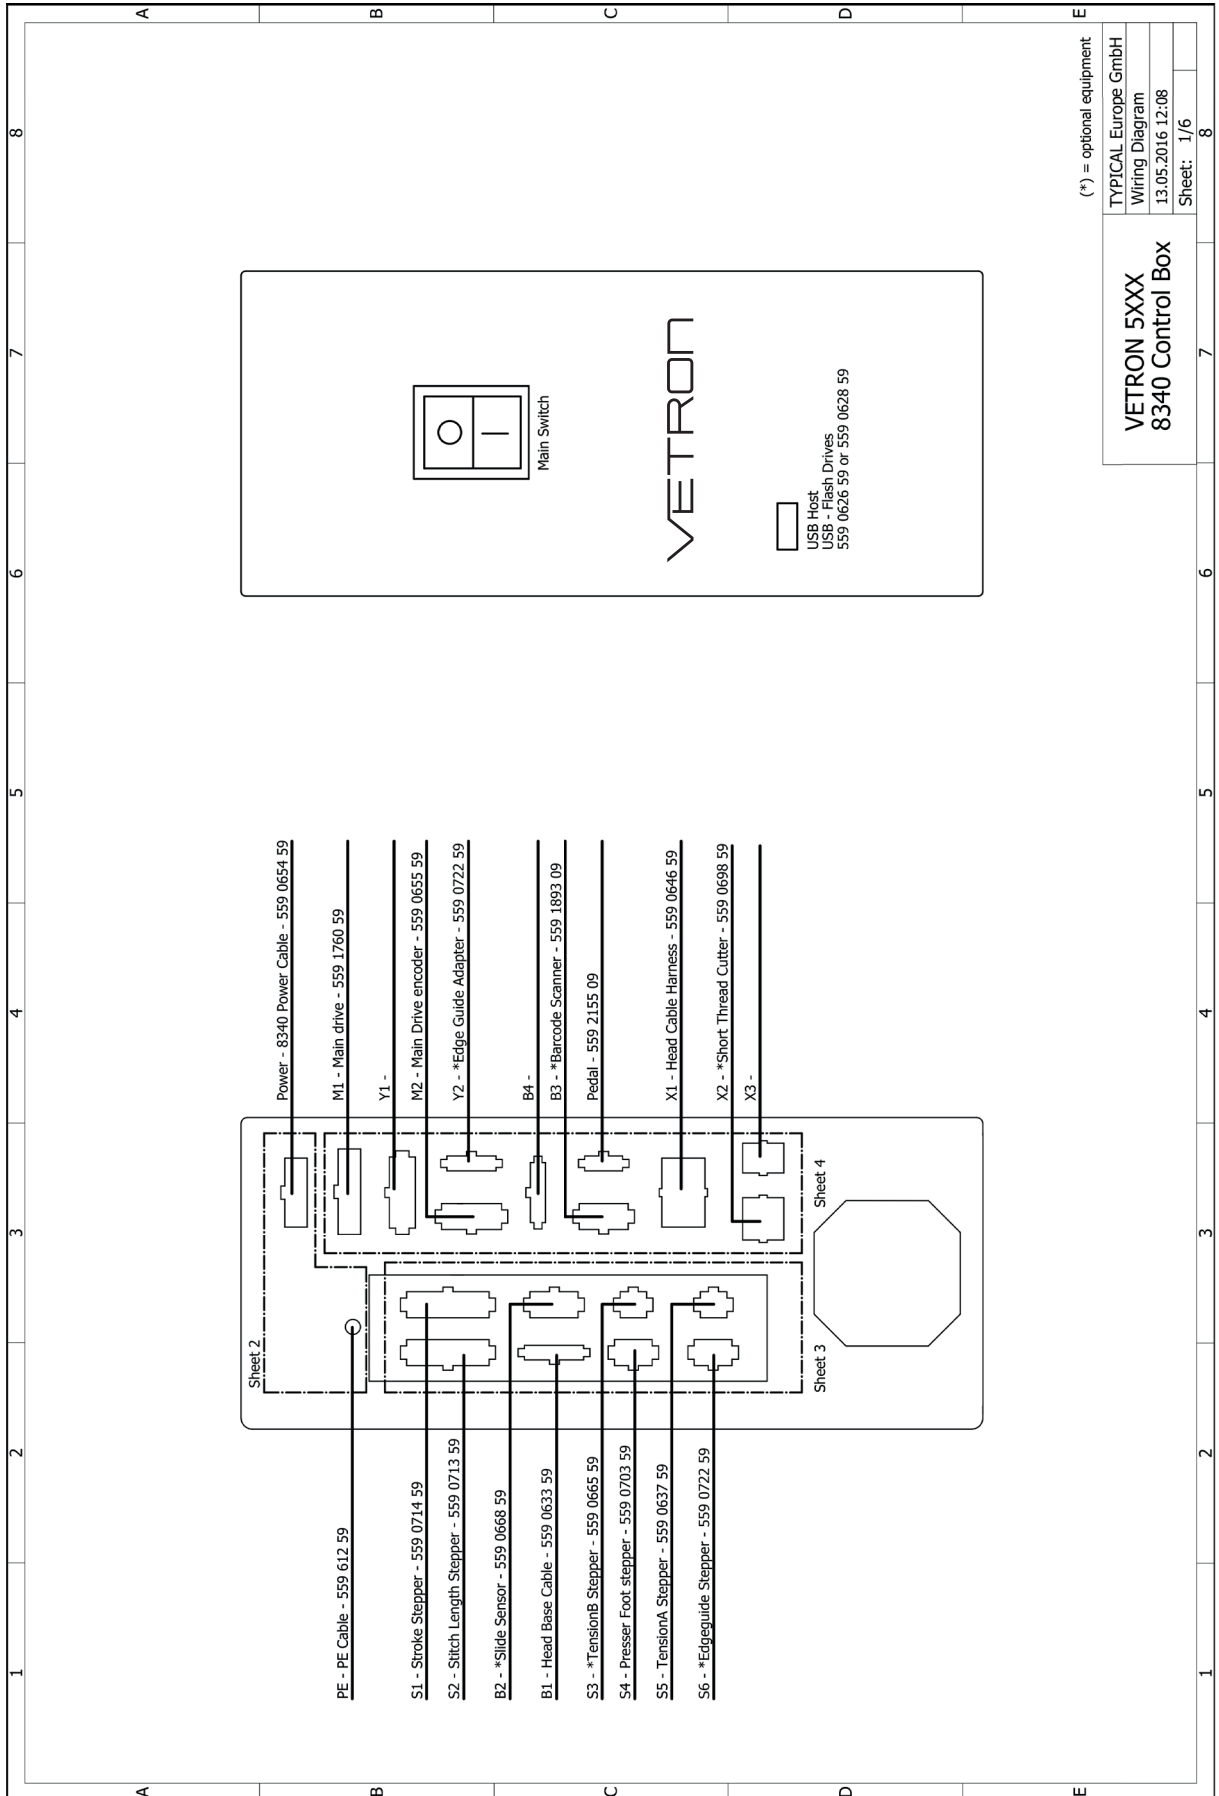 A
B
C
D
E
1
2
3
4
5
6
7
8
PE - PE Cable - 559 612 59
S1 - Stroke Stepper - 559 0714 59
S2 - Stitch Length Stepper - 559 0713 59
B2 - *Slide Sensor - 559 0668 59
B1 - Head Base Cable - 559 0633 59
S3 - *TensionB Stepper - 559 0665 59
S4 - Presser Foot stepper - 559 0703 59
S5 - TensionA Stepper - 559 0637 59
S6 - *Edgeguide Stepper - 559 0722 59
Sheet 2
Sheet 3
Sheet 4
Power - 8340 Power Cable - 559 0654 59
M1 - Main drive - 559 1760 59
Y1 -
M2 - Main Drive encoder - 559 0655 59
Y2 - *Edge Guide Adapter - 559 0722 59
B4 -
B3 - *Barcode Scanner - 559 1893 09
Pedal - 559 2155 09
X1 - Head Cable Harness - 559 0646 59
X2 - *Short Thread Cutter - 559 0698 59
X3 -
Main Switch
VETRON
USB Host
USB - Flash Drives
559 0626 59 or 559 0628 59
(*) = optional equipment
VETRON 5XXX
8340 Control Box
TYPICAL Europe GmbH
Wiring Diagram
13.05.2016 12:08
Sheet: 1/6
1
2
3
4
5
6
7
8
A
B
C
D
E